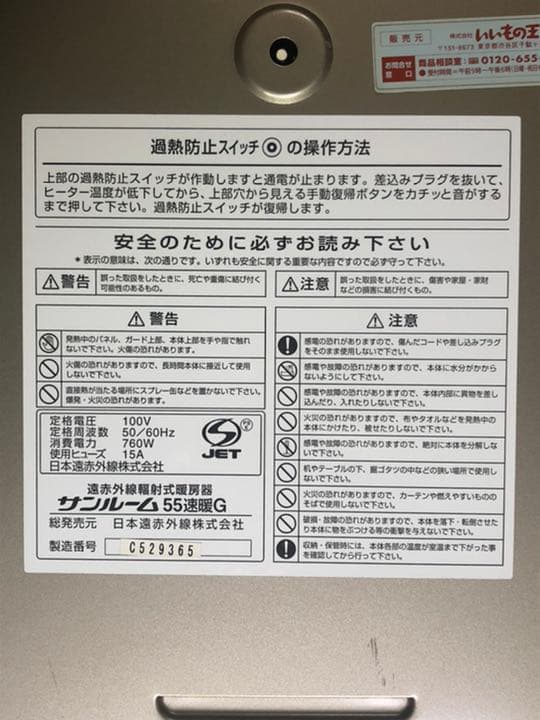 販売元
株式会社 いいもの王
〒151-8573 東京都渋谷区千駄ヶ
お問合せ窓口
商品相談室: 0120-655-
●受付時間=午前9時~午後6時(日曜・祝日
過熱防止スイッチ◉の操作方法
上部の過熱防止スイッチが作動しますと通電が止まります。差込みプラグを抜いて、
ヒーター温度が低下してから、上部穴から見える手動復帰ボタンをカチッと音がする
まで押して下さい。過熱防止スイッチが復帰します。
安全のために必ずお読み下さい
*表示の意味は、次の通りです。いずれも安全に関する重要な内容ですので必ず守って下さい。
警告
誤った取扱をしたときに、死亡や重傷に結び付く
可能性のあるもの。
注意
誤った取扱をしたときに、傷害や家屋・家財
などの損害に結び付くもの。
警告
発熱中のパネル、ガード上部、本体上部を手や指で触れ
ないで下さい。火傷の恐れがあります。
火傷の恐れがありますので、長時間本体に接近して使用
しないで下さい。
直接熱が当たる場所にスプレー缶などを置かないで下さい。
爆発・火災の恐れがあります。
定格電圧 100V
定格周波数 50/60Hz
消費電力 760W
使用ヒューズ 15A
日本遠赤外線株式会社
S
JET
遠赤外線輻射式暖房器
サンルーム 55速暖G
総発売元 日本遠赤外線株式会社
製造番号 C529365
注意
感電の恐れがありますので、傷んだコードや差し込みプラグ
をそのまま使用しないで下さい。
感電や故障の恐れがありますので、本体に水分がかから
ないようにして下さい。
感電や故障の恐れがありますので、本体内部に異物を差
し込んだり、入れたりしないで下さい。
火災の恐れがありますので、布やタオルなどを発熱中の
本体にかけたり、被せたりしないで下さい。
感電や故障の恐れがありますので、絶対に本体を分解しな
いで下さい。
机やテーブルの下、掘ゴタツの中などの狭い場所で使用し
ないで下さい。
火災の恐れがありますので、カーテンや燃えやすいものの
そばで使用しないで下さい。
破損・故障の恐れがありますので、本体を落下・転倒させた
り本体に物をぶつける等の衝撃を与えないで下さい。
収納・保管時には、本体各部の温度が室温まで下がった事
を確認してから行って下さい。